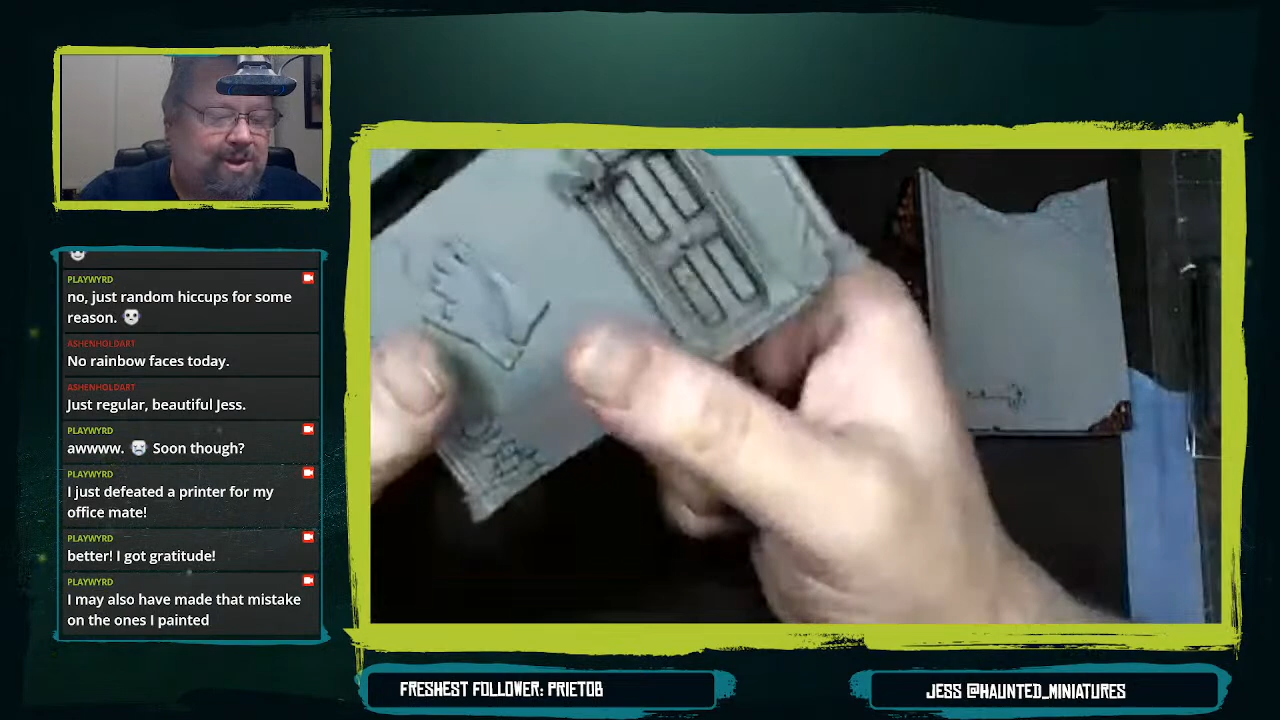 PLAYWYRD
no, just random hiccups for some
reason.
ASHENHOLDART
No rainbow faces today.
ASHENHOLDART
Just regular, beautiful Jess.
PLAYWYRD
awwww. Soon though?
PLAYWYRD
I just defeated a printer for my
office mate!
PLAYWYRD
better! I got gratitude!
PLAYWYRD
I may also have made that mistake
on the ones I painted
FRESHEST FOLLOWER: PRIETOB
JESS @HAUNTED_MINIATURES